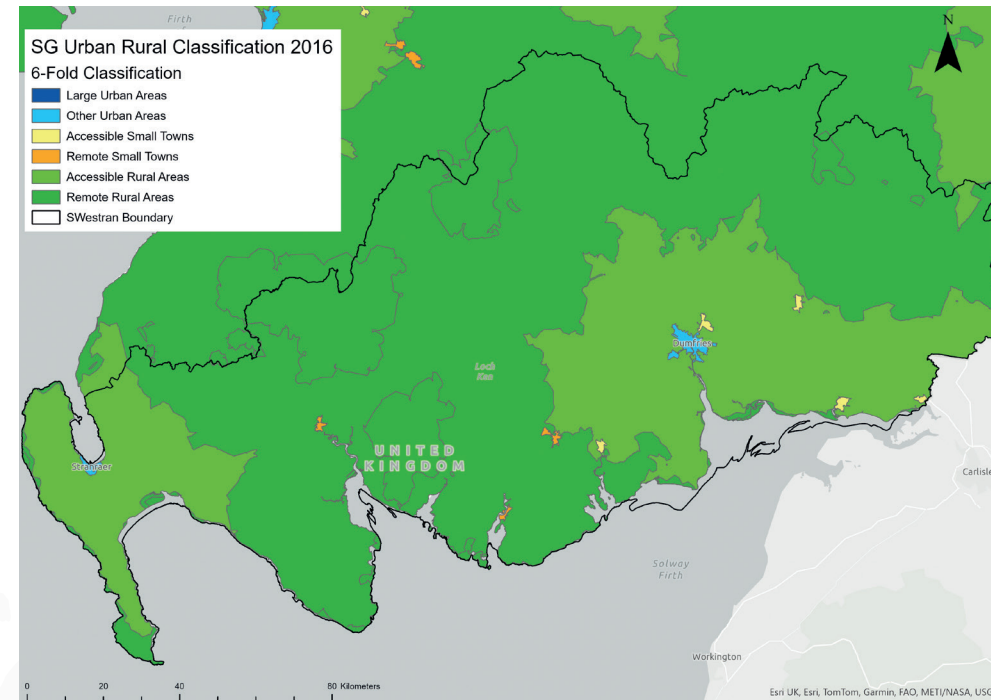 Firth
N
SG Urban Rural Classification 2016
6-Fold Classification
Large Urban Areas
Other Urban Areas
Accessible Small Towns
Remote Small Towns
Accessible Rural Areas
Remote Rural Areas
SWestran Boundary
Dumfries
Loch
Ken
UNITED
KINGDOM
Stranraer
Carlisle
Solway
Firth
Workington
0 20 40 80 Kilometers
Esri UK, Esri, TomTom, Garmin, FAO, METI/NASA, USG